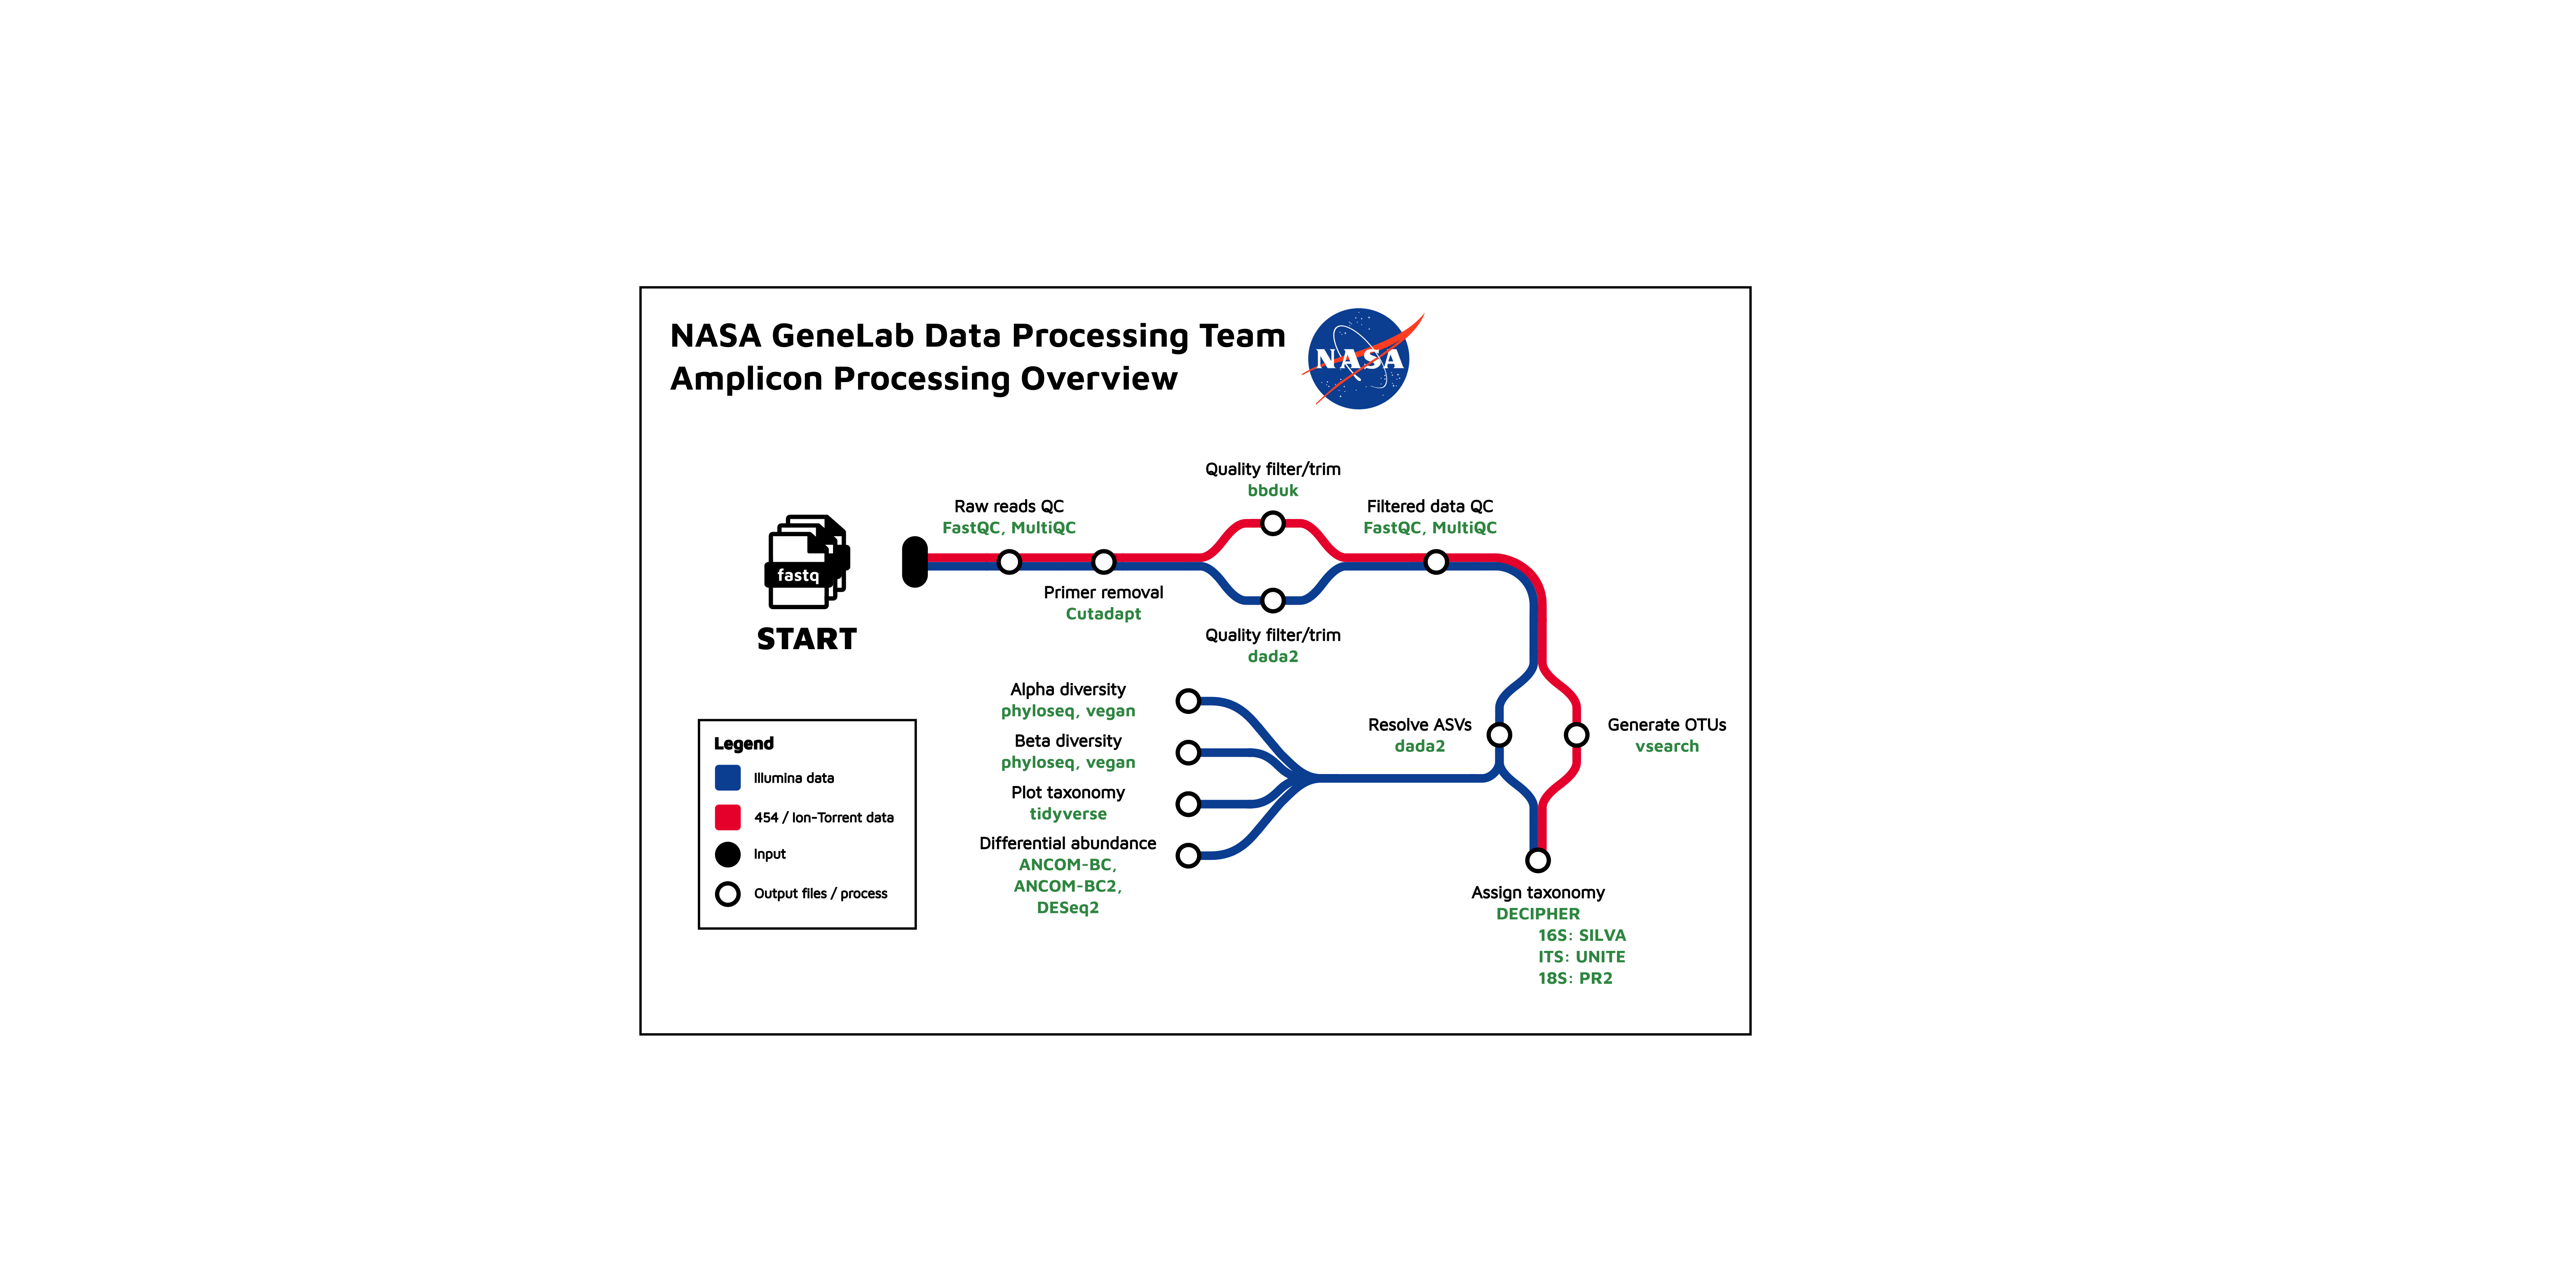 NASA GeneLab Data Processing Team
Amplicon Processing Overview
NASA
Quality filter/trim
bbduk
Raw reads QC
FastQC, MultiQC
Filtered data QC
FastQC, MultiQC
fastq
START
Primer removal
Cutadapt
Quality filter/trim
dada2
Alpha diversity
phyloseq, vegan
Beta diversity
phyloseq, vegan
Plot taxonomy
tidyverse
Differential abundance
ANCOM-BC,
ANCOM-BC2,
DESeq2
Resolve ASVs
dada2
Generate OTUs
vsearch
Assign taxonomy
DECIPHER
16S: SILVA
ITS: UNITE
18S: PR2
Legend
Illumina data
454 / Ion-Torrent data
Input
Output files / process